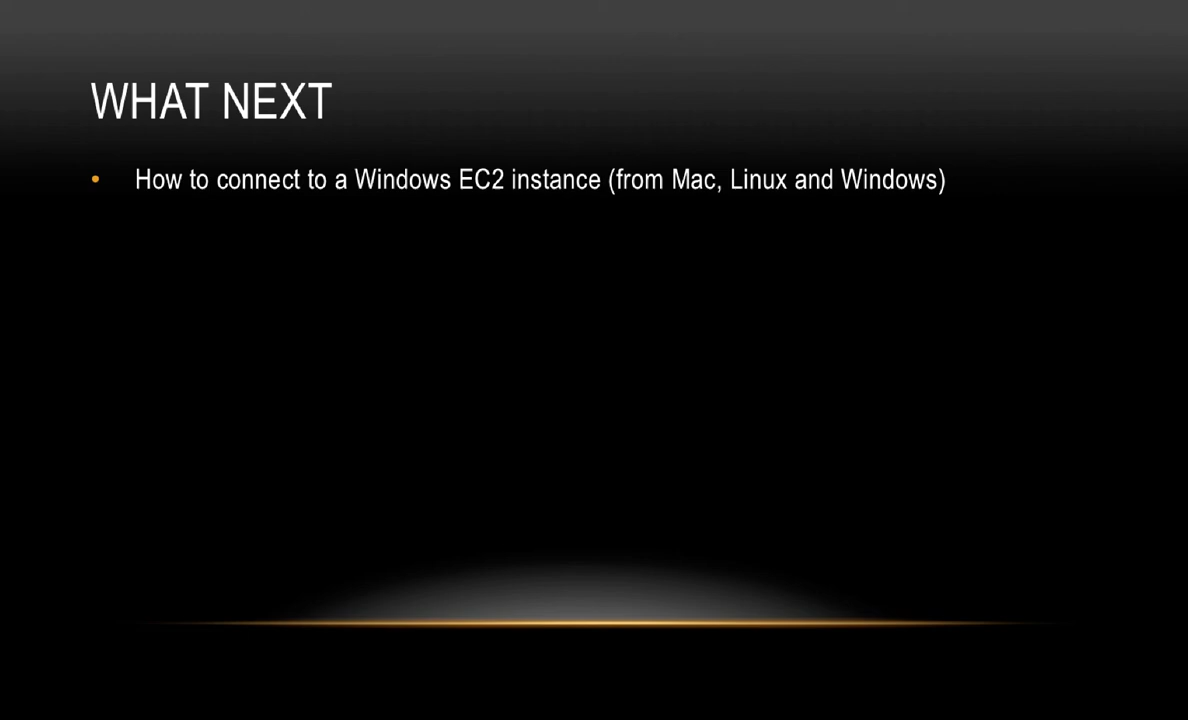 WHAT NEXT
• How to connect to a Windows EC2 instance (from Mac, Linux and Windows)